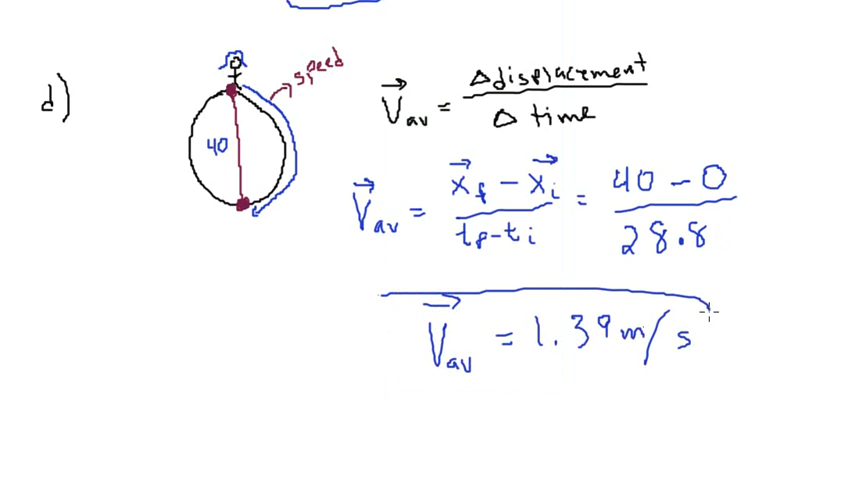 d)
speed
40
V⃗av = Δdisplacement / Δ time
V⃗av = x⃗f - x⃗i / tf-ti = 40 - 0 / 28.8
V⃗av = 1.39 m/s